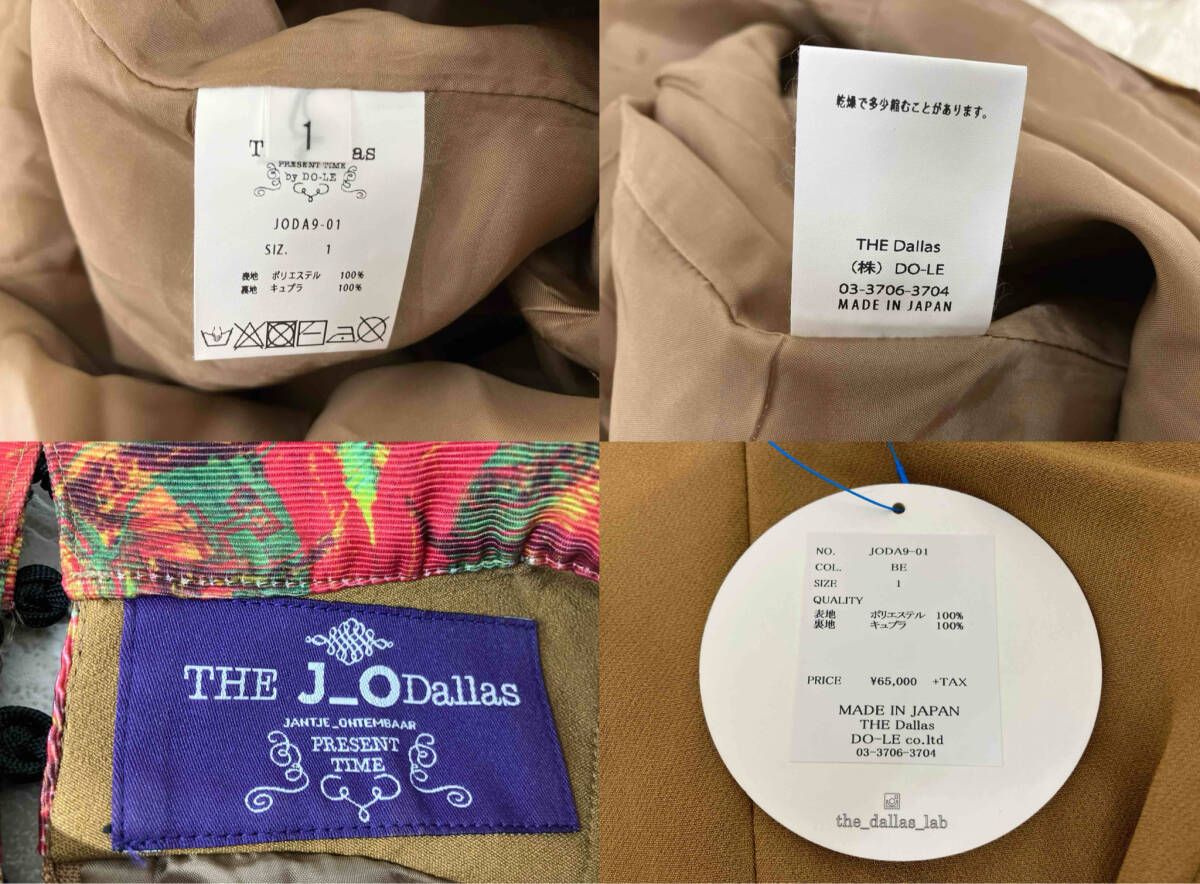 1
T as
PRESENT TIME
by DO-LE
JODA9-01
SIZ. 1
表地 ポリエステル 100%
裏地 キュプラ 100%
乾燥で多少縮むことがあります。
THE Dallas
（株）DO-LE
03-3706-3704
MADE IN JAPAN
THE J_O Dallas
JANTJE_ONTEMBAAR
PRESENT
TIME
NO. JODA9-01
COL. BE
SIZE 1
QUALITY
表地 ポリエステル 100%
裏地 キュプラ 100%
PRICE ¥65,000 +TAX
MADE IN JAPAN
THE Dallas
DO-LE co.ltd
03-3706-3704
the_dallas_lab